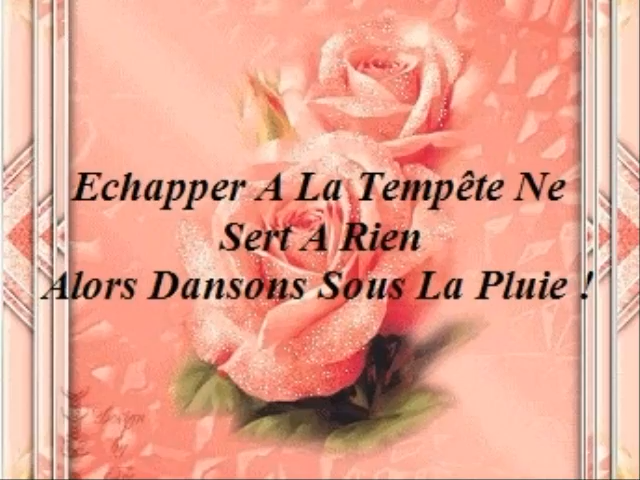 Echapper A La Tempête Ne
Sert A Rien
Alors Dansons Sous La Pluie !